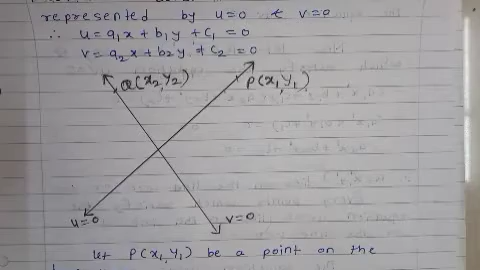 represented by u=0 & v=0
∴ u = a₁x + b₁y + c₁ = 0
v = a₂x + b₂y + c₂ = 0
Q(x₂,y₂)
P(x₁,y₁)
u=0
v=0
Let P(x₁,y₁) be a point on the